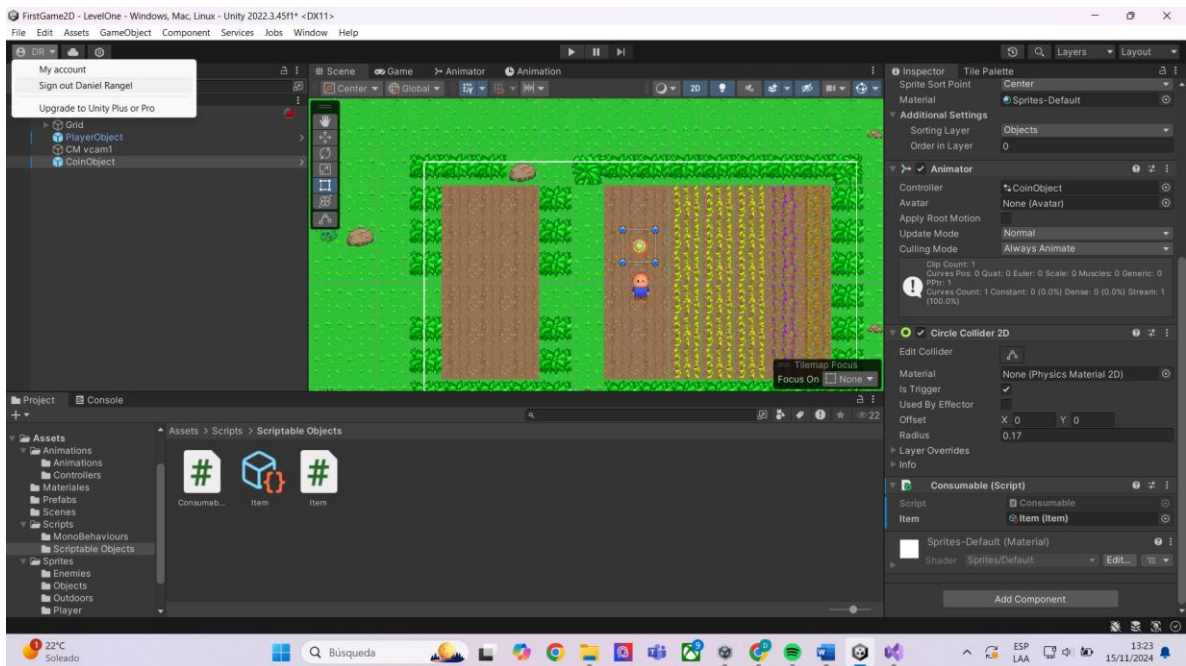 FirstGame2D - LevelOne - Windows, Mac, Linux - Unity 2022.3.45f1* <DX11>
File Edit Assets GameObject Component Services Jobs Window Help
DR
Layers Layout
My account
Sign out Daniel Rangel
Upgrade to Unity Plus or Pro
Grid
PlayerObject
CM vcam1
CoinObject
Scene Game Animator Animation
Center Global 2D
Tilemap Focus
Focus On None
Inspector Tile Palette
Sprite Sort Point Center
Material Sprites-Default
Additional Settings
Sorting Layer Objects
Order in Layer 0
Animator
Controller CoinObject
Avatar None (Avatar)
Apply Root Motion
Update Mode Normal
Culling Mode Always Animate
Clip Count: 1
Curves Pos: 0 Quat: 0 Euler: 0 Scale: 0 Muscles: 0 Generic: 0
PPtr: 1
Curves Count: 1 Constant: 0 (0.0%) Dense: 0 (0.0%) Stream: 1
(100.0%)
Circle Collider 2D
Edit Collider
Material None (Physics Material 2D)
Is Trigger
Used By Effector
Offset X 0 Y 0
Radius 0.17
Layer Overrides
Info
Consumable (Script)
Script Consumable
Item Item (Item)
Sprites-Default (Material)
Shader Sprites/Default Edit...
Add Component
Project Console
22
Assets
Animations
Animations
Controllers
Materiales
Prefabs
Scenes
Scripts
MonoBehaviours
Scriptable Objects
Sprites
Enemies
Objects
Outdoors
Player
Assets > Scripts > Scriptable Objects
Consumab... Item Item
22°C
Soleado
Búsqueda
ESP
LAA
13:23
15/11/2024